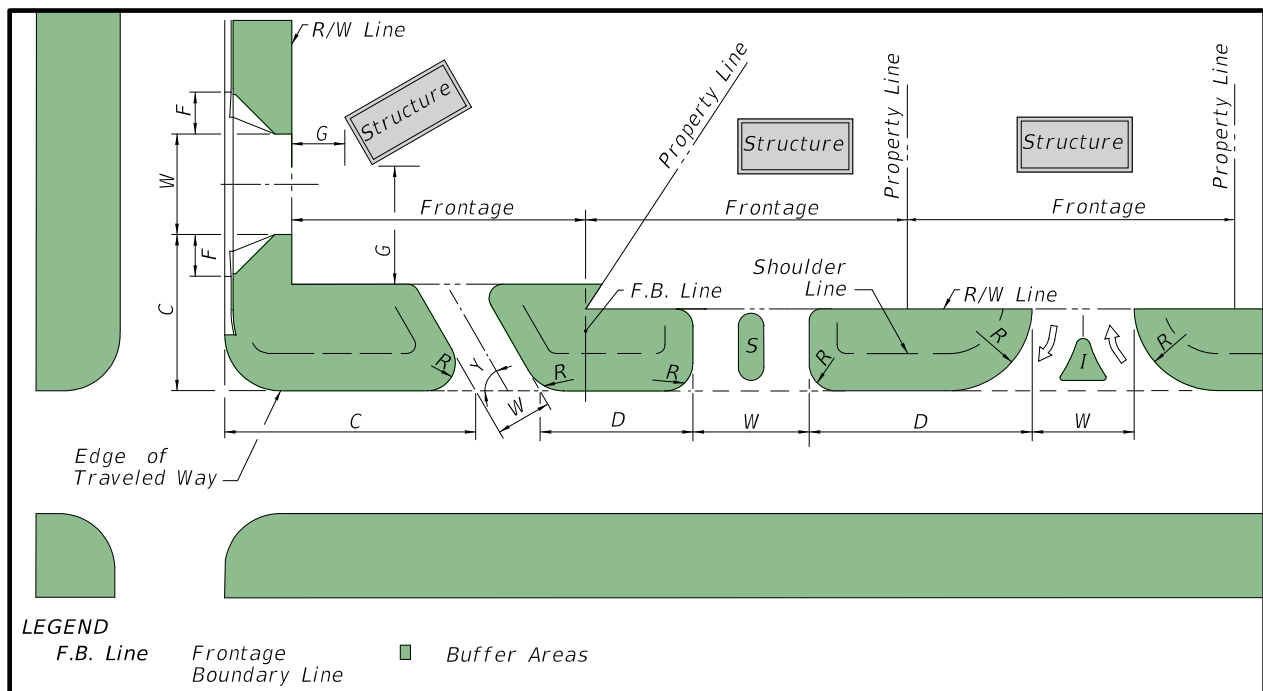 R/W Line
Structure
Property Line
Property Line
Property Line
Structure
Structure
F
G
W
Frontage
Frontage
Frontage
F
G
C
Shoulder
Line
F.B. Line
R/W Line
S
R
R
I
R
R
Y
R
R
W
C
D
W
D
W
Edge of
Traveled Way
LEGEND
F.B. Line
Frontage
Boundary Line
Buffer Areas